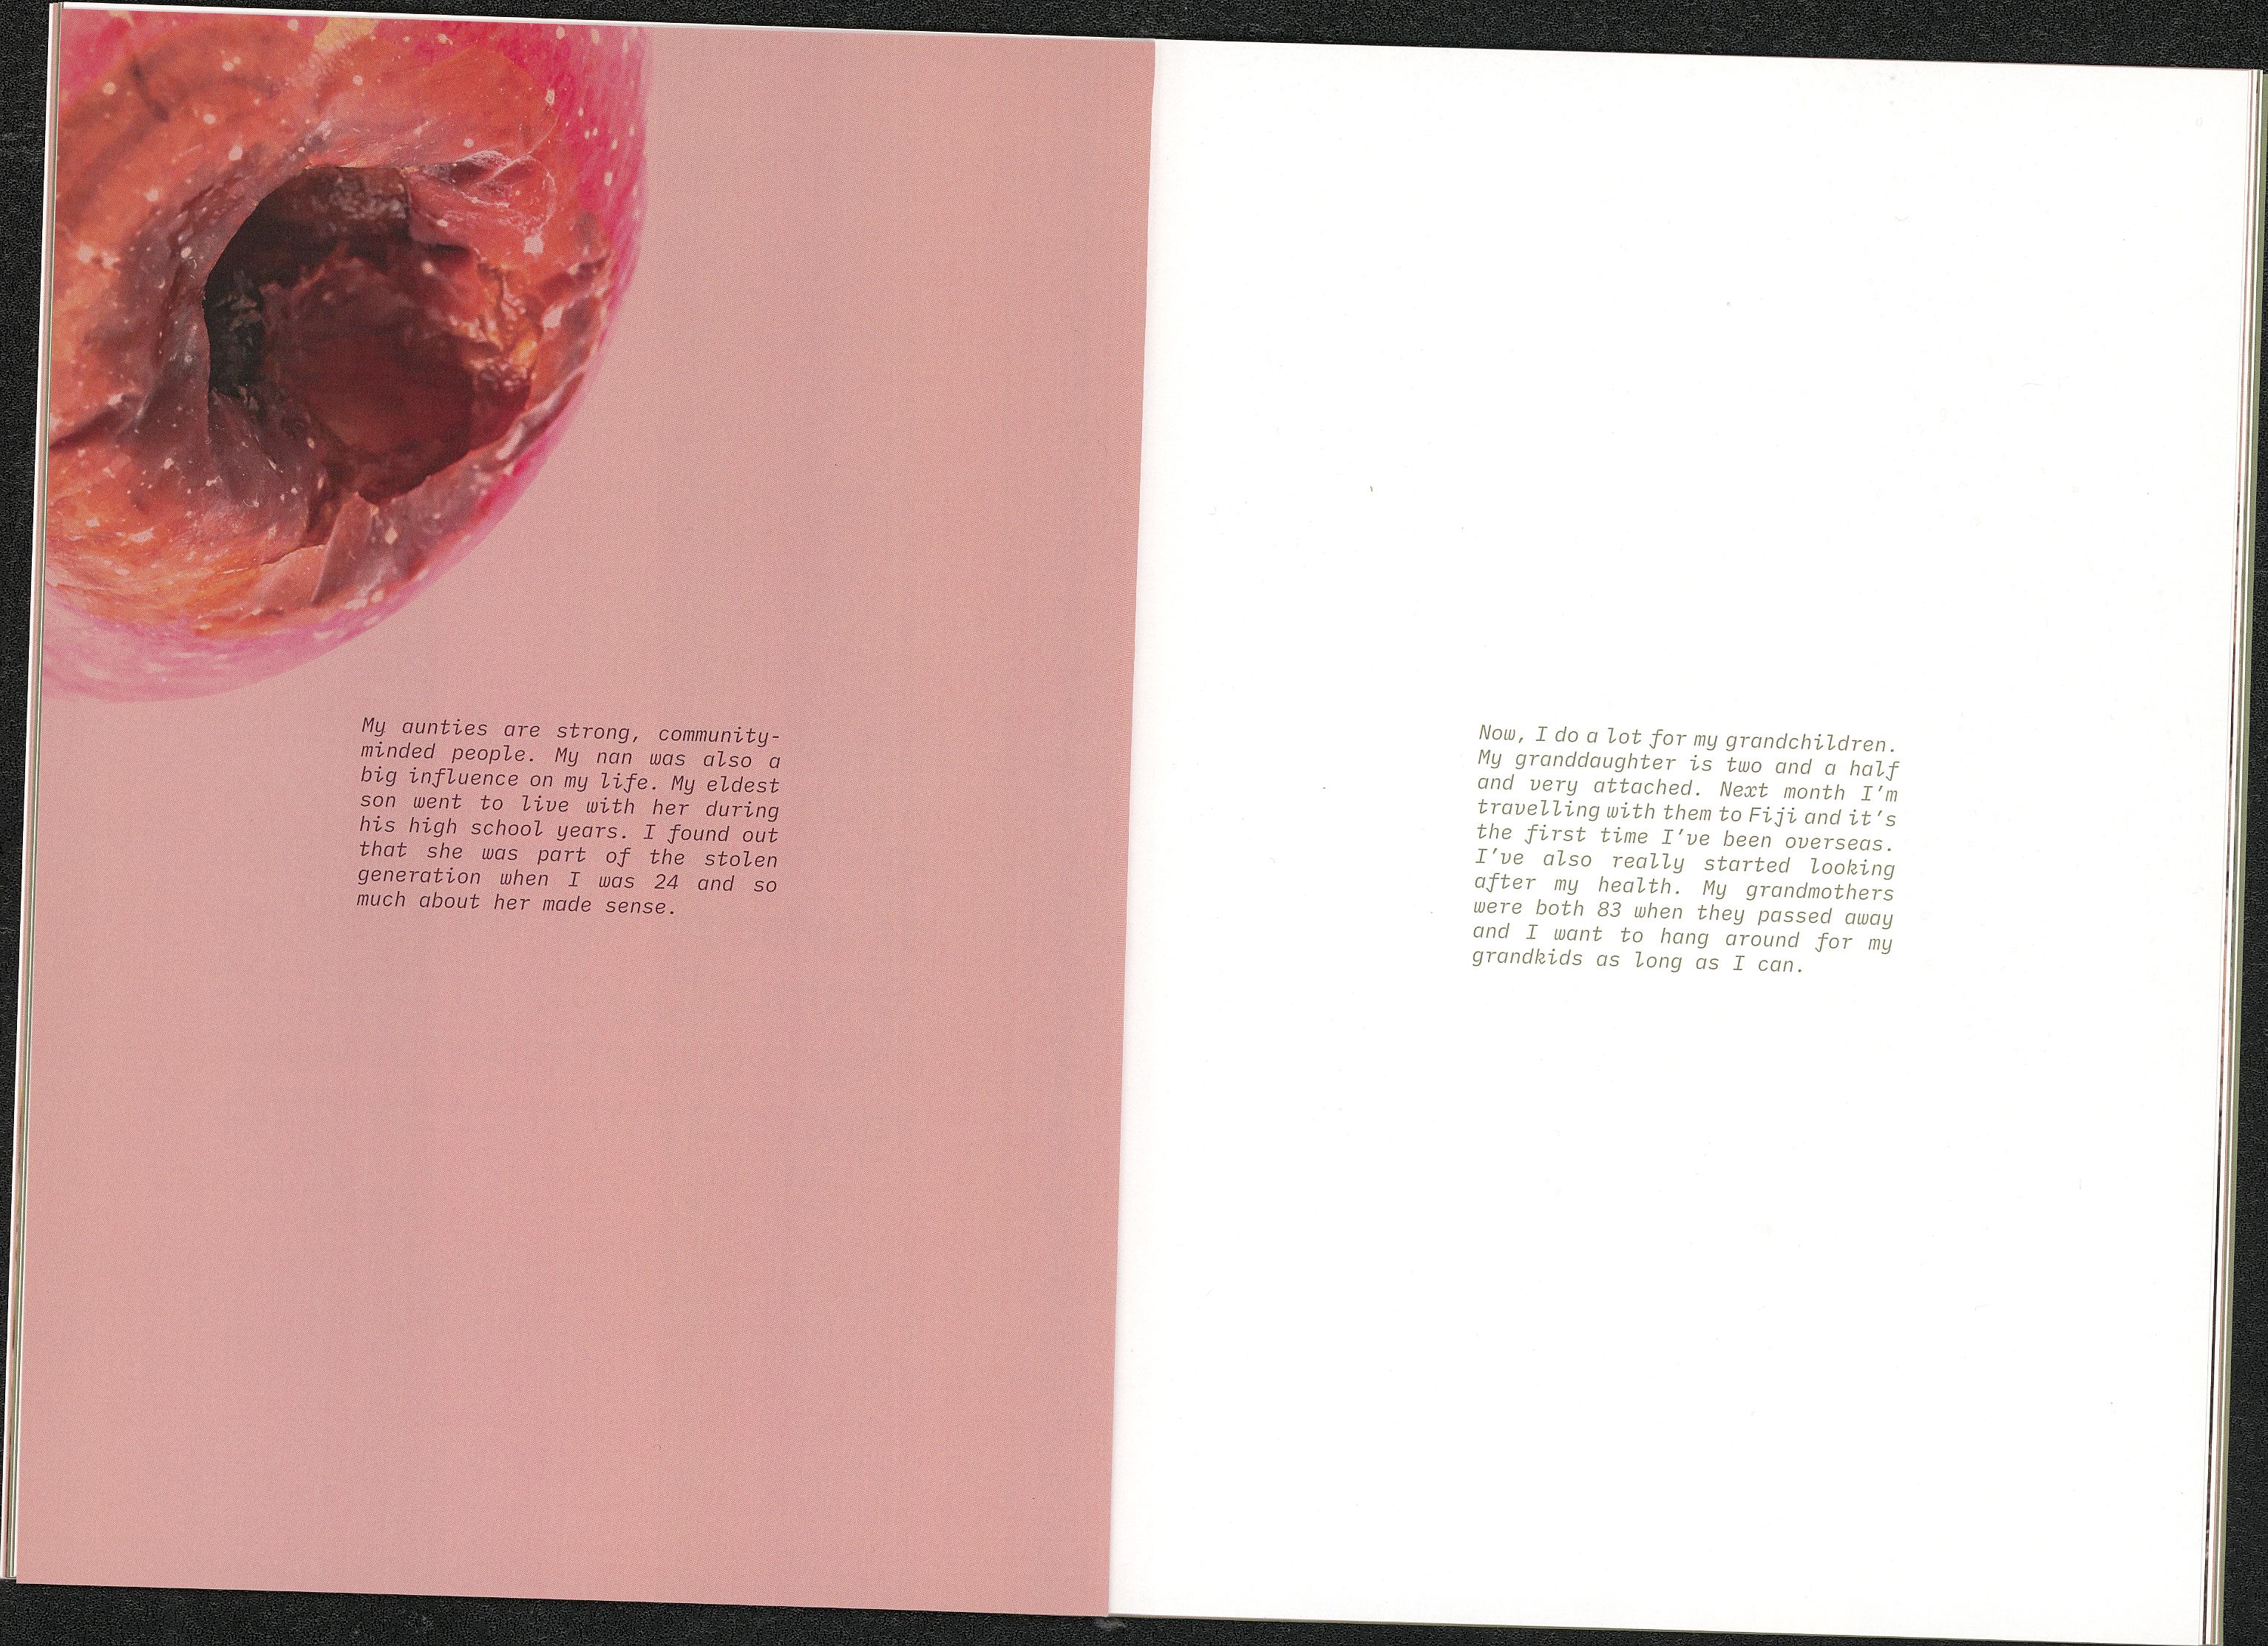 My aunties are strong, community-
minded people. My nan was also a
big influence on my life. My eldest
son went to live with her during
his high school years. I found out
that she was part of the stolen
generation when I was 24 and so
much about her made sense.
Now, I do a lot for my grandchildren.
My granddaughter is two and a half
and very attached. Next month I'm
travelling with them to Fiji and it's
the first time I've been overseas.
I've also really started looking
after my health. My grandmothers
were both 83 when they passed away
and I want to hang around for my
grandkids as long as I can.